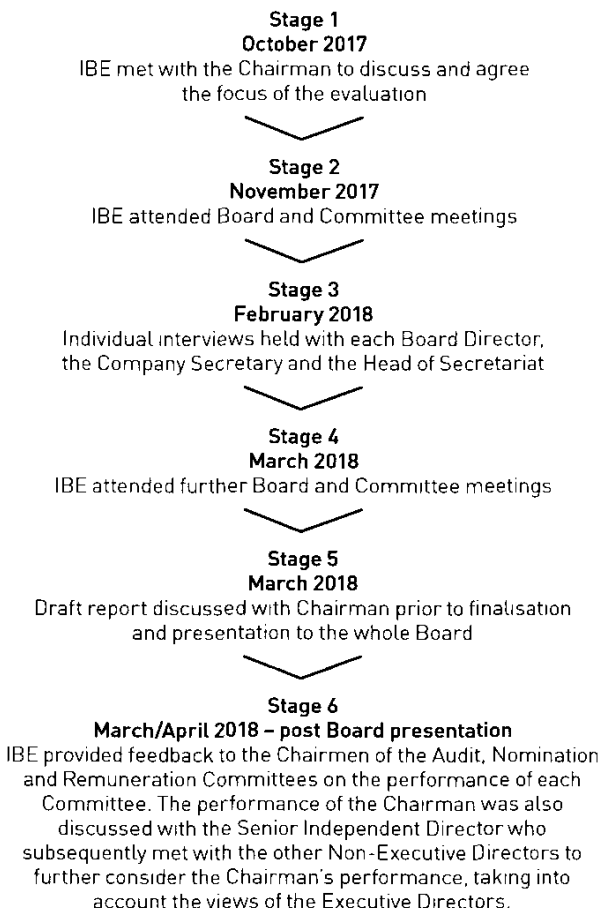 Stage 1
October 2017
IBE met with the Chairman to discuss and agree
the focus of the evaluation
Stage 2
November 2017
IBE attended Board and Committee meetings
Stage 3
February 2018
Individual interviews held with each Board Director,
the Company Secretary and the Head of Secretariat
Stage 4
March 2018
IBE attended further Board and Committee meetings
Stage 5
March 2018
Draft report discussed with Chairman prior to finalisation
and presentation to the whole Board
Stage 6
March/April 2018 – post Board presentation
IBE provided feedback to the Chairmen of the Audit, Nomination
and Remuneration Committees on the performance of each
Committee. The performance of the Chairman was also
discussed with the Senior Independent Director who
subsequently met with the other Non-Executive Directors to
further consider the Chairman's performance, taking into
account the views of the Executive Directors.